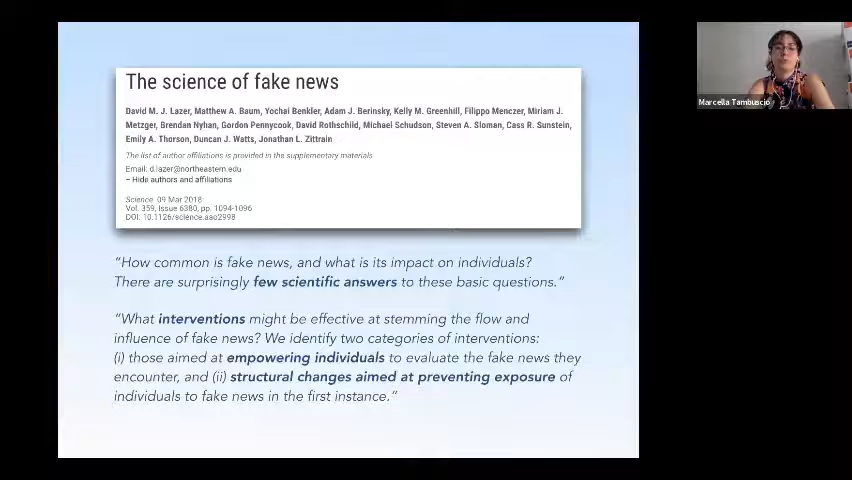 The science of fake news
David M. J. Lazer, Matthew A. Baum, Yochai Benkler, Adam J. Berinsky, Kelly M. Greenhill, Filippo Menczer, Miriam J.
Metzger, Brendan Nyhan, Gordon Pennycook, David Rothschild, Michael Schudson, Steven A. Sloman, Cass R. Sunstein,
Emily A. Thorson, Duncan J. Watts, Jonathan L. Zittrain
The list of author affiliations is provided in the supplementary materials
Email: d.lazer@northeastern.edu
– Hide authors and affiliations
Science 09 Mar 2018:
Vol. 359, Issue 6380, pp. 1094-1096
DOI: 10.1126/science.aao2998
“How common is fake news, and what is its impact on individuals?
There are surprisingly few scientific answers to these basic questions.”
“What interventions might be effective at stemming the flow and
influence of fake news? We identify two categories of interventions:
(i) those aimed at empowering individuals to evaluate the fake news they
encounter, and (ii) structural changes aimed at preventing exposure of
individuals to fake news in the first instance.”
Marcella Tambuscio